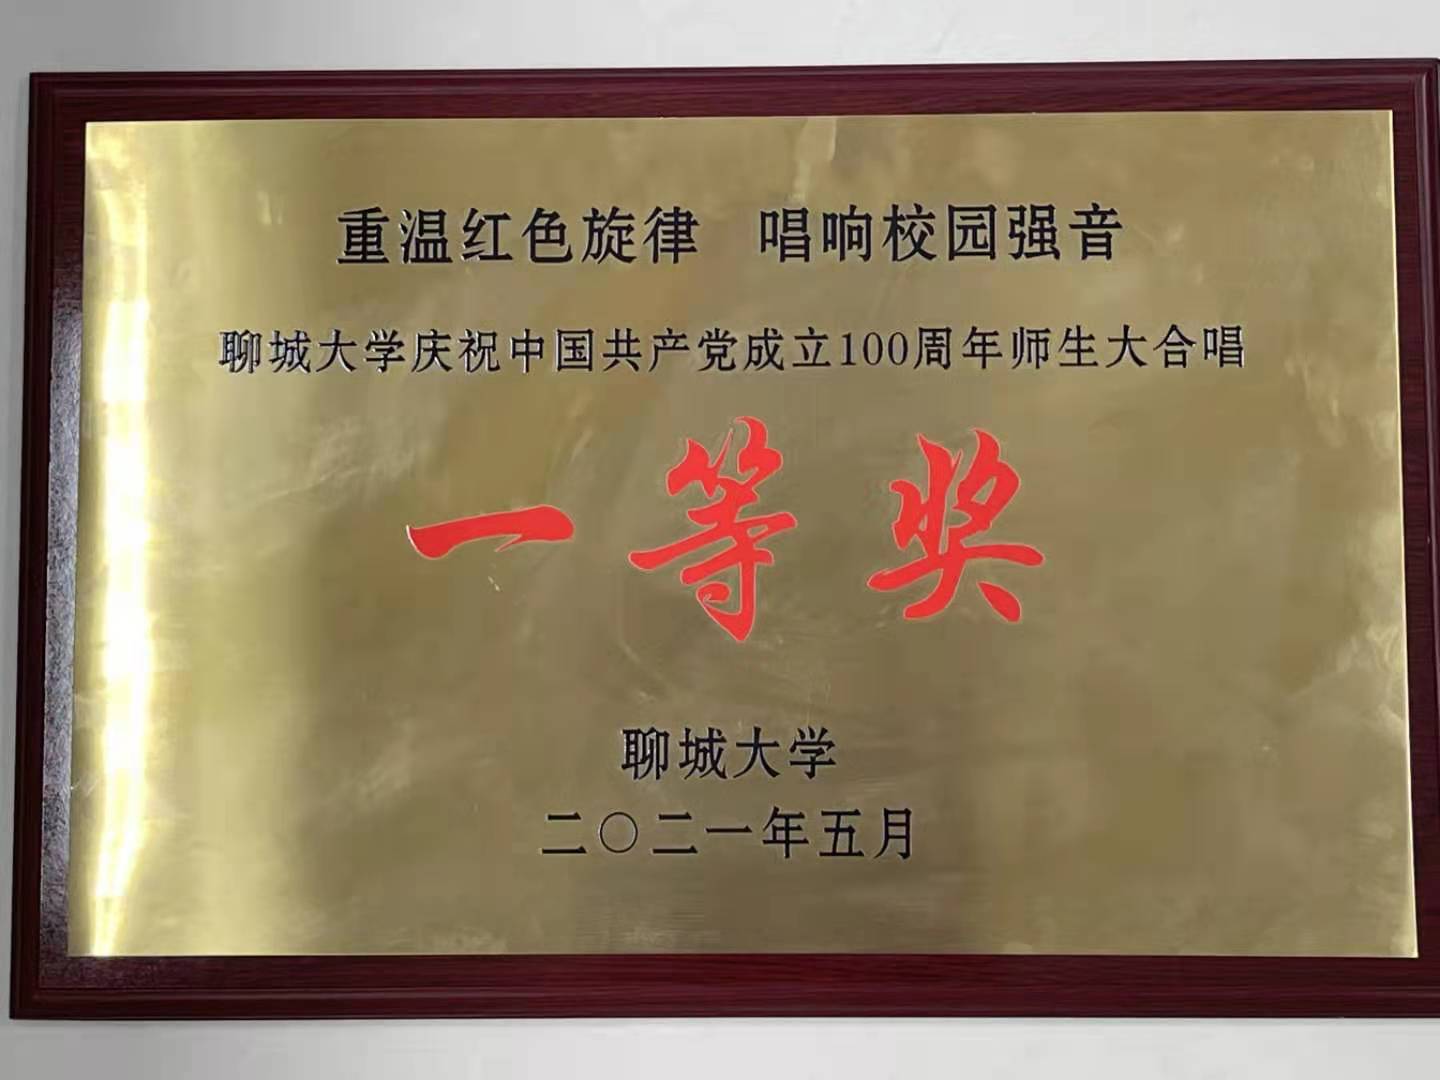 重温红色旋律 唱响校园强音
聊城大学庆祝中国共产党成立100周年师生大合唱
一等奖
聊城大学
二〇二一年五月